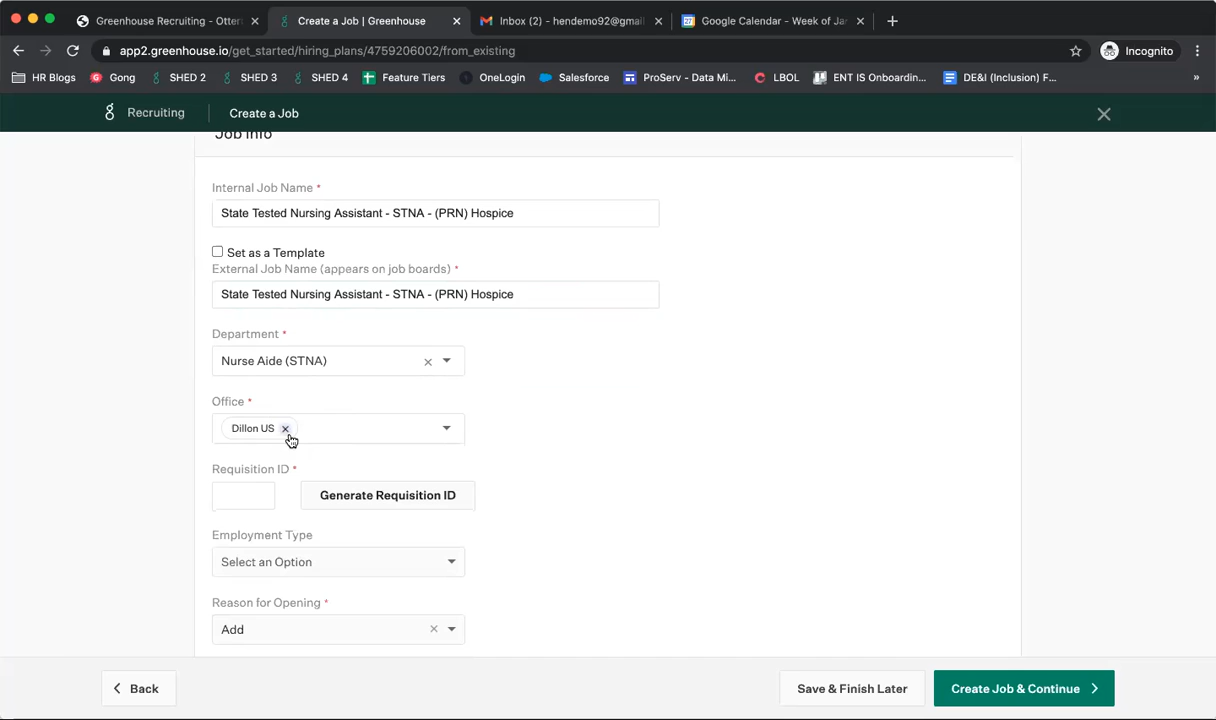 Greenhouse Recruiting - Otter
Create a Job | Greenhouse
Inbox (2) - hendemo92@gmail
Google Calendar - Week of Jan
app2.greenhouse.io/get_started/hiring_plans/4759206002/from_existing
Incognito
HR Blogs
Gong
SHED 2
SHED 3
SHED 4
Feature Tiers
OneLogin
Salesforce
ProServ - Data Mi...
LBOL
ENT IS Onboardin...
DE&I (Inclusion) F...
»
Recruiting
Create a Job
Job Info
Internal Job Name *
State Tested Nursing Assistant - STNA - (PRN) Hospice
Set as a Template
External Job Name (appears on job boards) *
State Tested Nursing Assistant - STNA - (PRN) Hospice
Department *
Nurse Aide (STNA)
Office *
Dillon US
Requisition ID *
Generate Requisition ID
Employment Type
Select an Option
Reason for Opening *
Add
Back
Save & Finish Later
Create Job & Continue